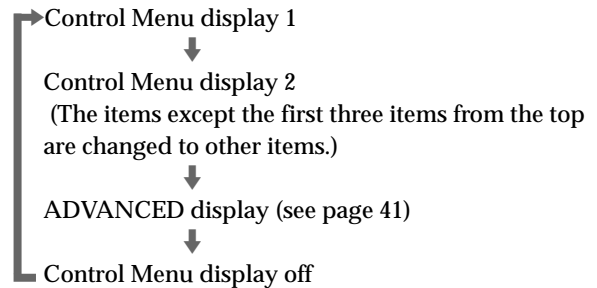 Control Menu display 1
Control Menu display 2
(The items except the first three items from the top
are changed to other items.)
ADVANCED display (see page 41)
Control Menu display off